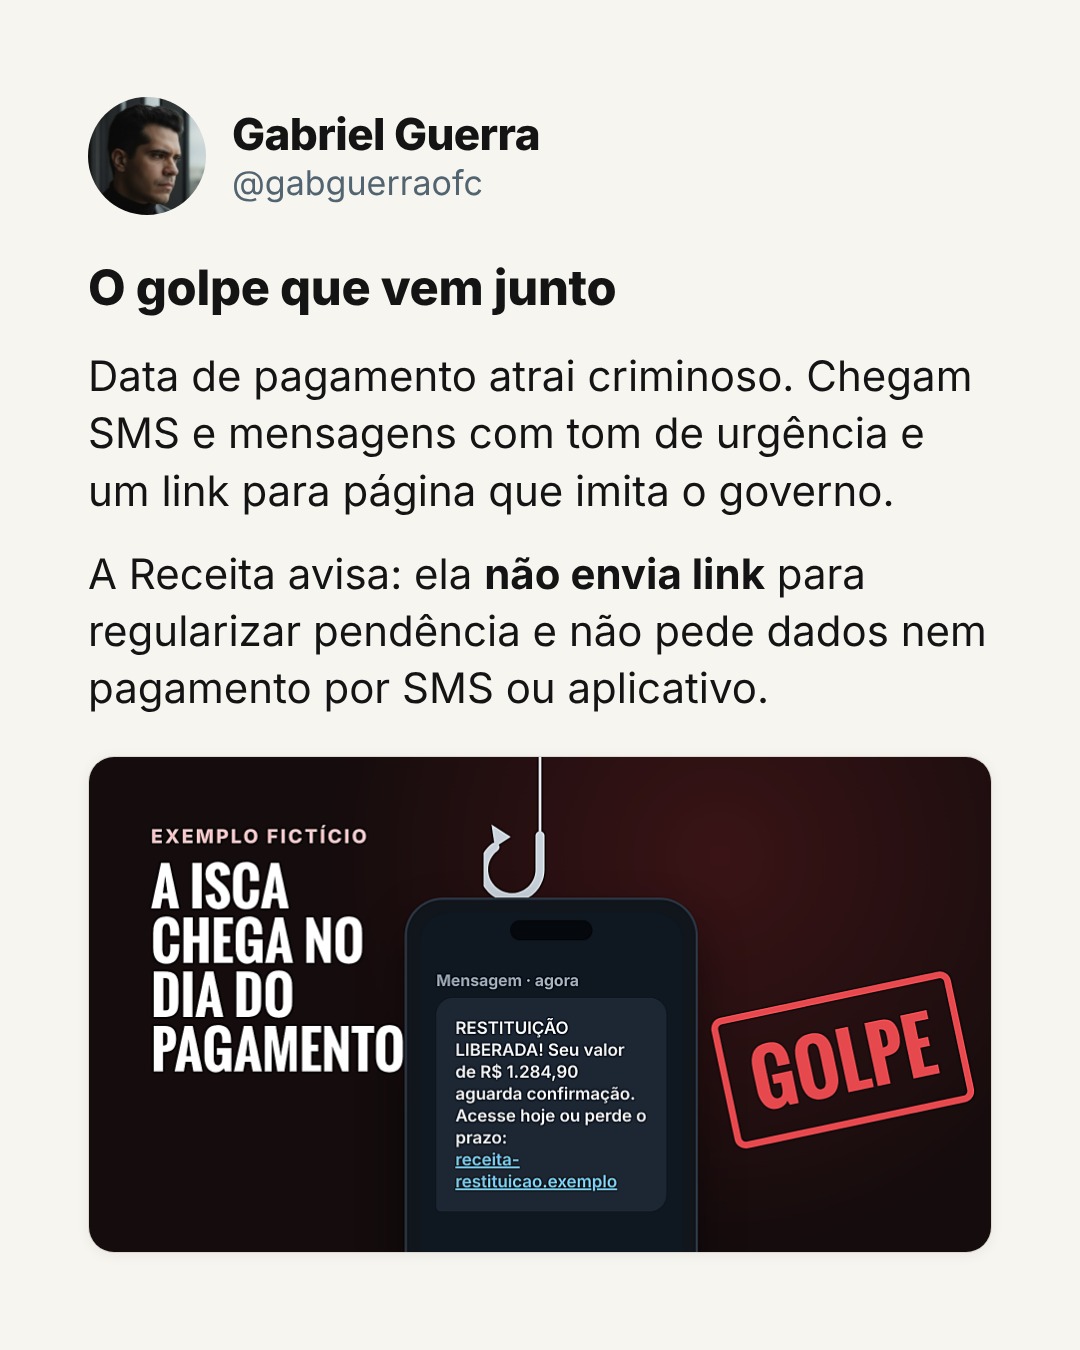 Gabriel Guerra
@gabguerraofc
O golpe que vem junto
Data de pagamento atrai criminoso. Chegam
SMS e mensagens com tom de urgência e
um link para página que imita o governo.
A Receita avisa: ela não envia link para
regularizar pendência e não pede dados nem
pagamento por SMS ou aplicativo.
EXEMPLO FICTÍCIO
A ISCA
CHEGA NO
DIA DO
PAGAMENTO
Mensagem · agora
RESTITUIÇÃO
LIBERADA! Seu valor
de R$ 1.284,90
aguarda confirmação.
Acesse hoje ou perde o
prazo:
receita-
restituicao.exemplo
GOLPE